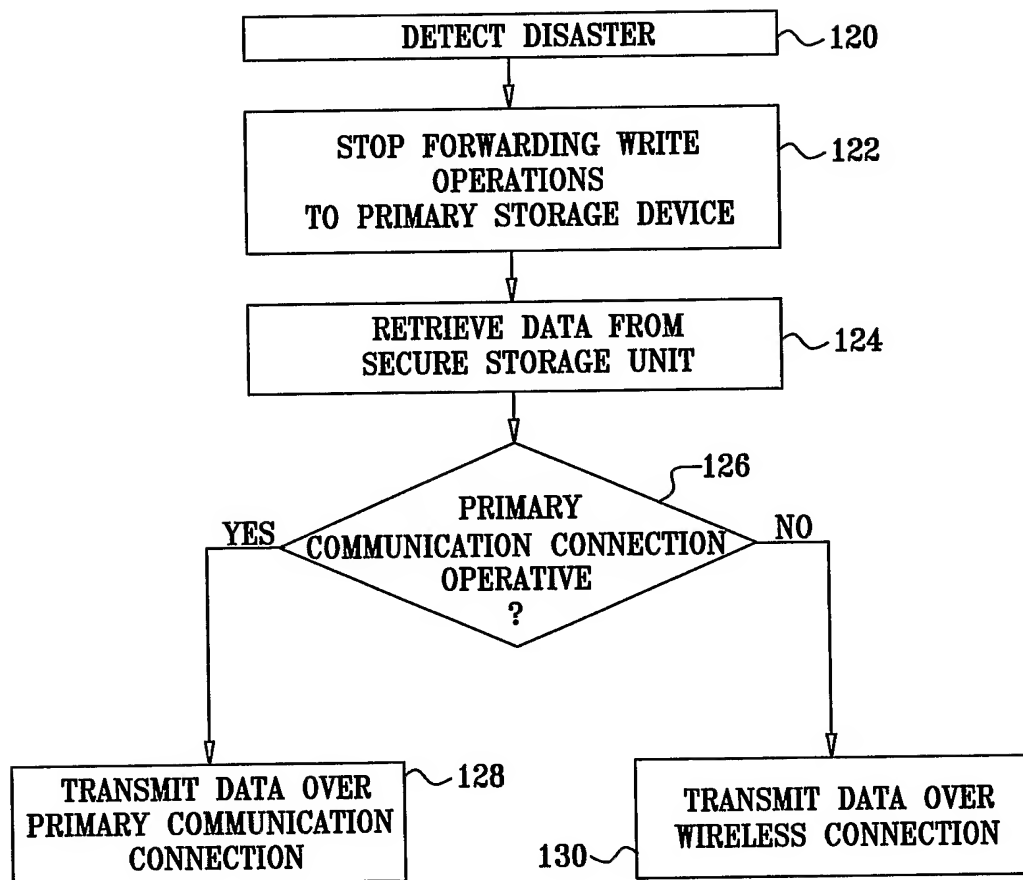 DETECT DISASTER
120
STOP FORWARDING WRITE
OPERATIONS
TO PRIMARY STORAGE DEVICE
122
RETRIEVE DATA FROM
SECURE STORAGE UNIT
124
126
PRIMARY
COMMUNICATION CONNECTION
OPERATIVE
?
YES
NO
TRANSMIT DATA OVER
PRIMARY COMMUNICATION
CONNECTION
128
TRANSMIT DATA OVER
WIRELESS CONNECTION
130